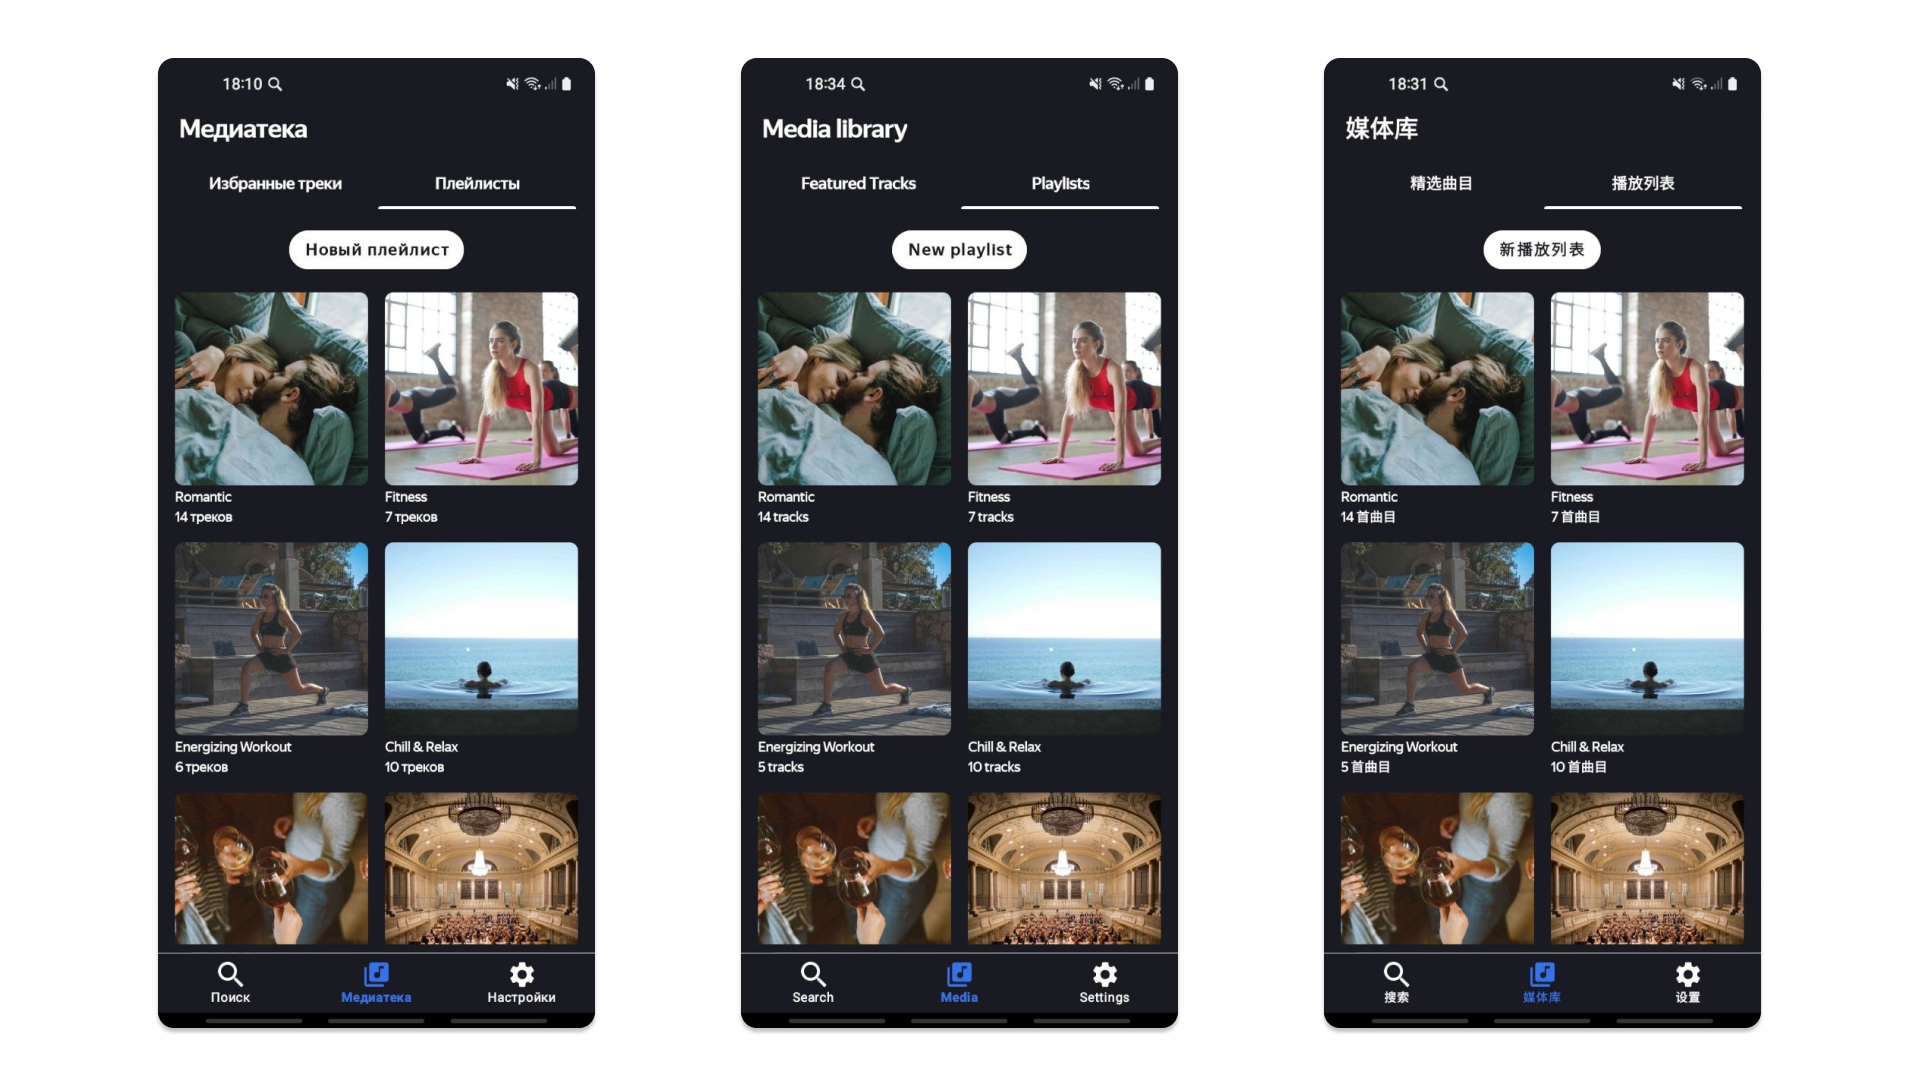 18:10
Медиатека
Избранные треки Плейлисты
Новый плейлист
Romantic Fitness
14 треков 7 треков
Energizing Workout Chill & Relax
6 треков 10 треков
Поиск Медиатека Настройки
18:34
Media library
Featured Tracks Playlists
New playlist
Romantic Fitness
14 tracks 7 tracks
Energizing Workout Chill & Relax
5 tracks 10 tracks
Search Media Settings
18:31
媒体库
精选曲目 播放列表
新播放列表
Romantic Fitness
14 首曲目 7 首曲目
Energizing Workout Chill & Relax
5 首曲目 10 首曲目
搜索 媒体库 设置